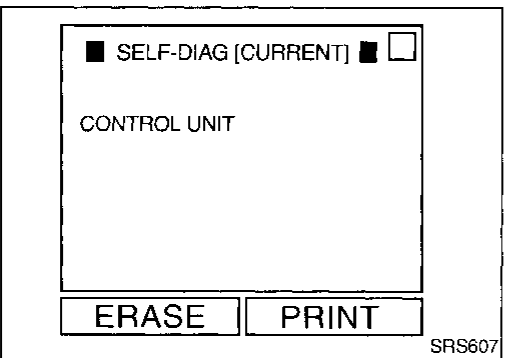 ■ SELF-DIAG [CURRENT] ■ □
CONTROL UNIT
ERASE PRINT
SRS607